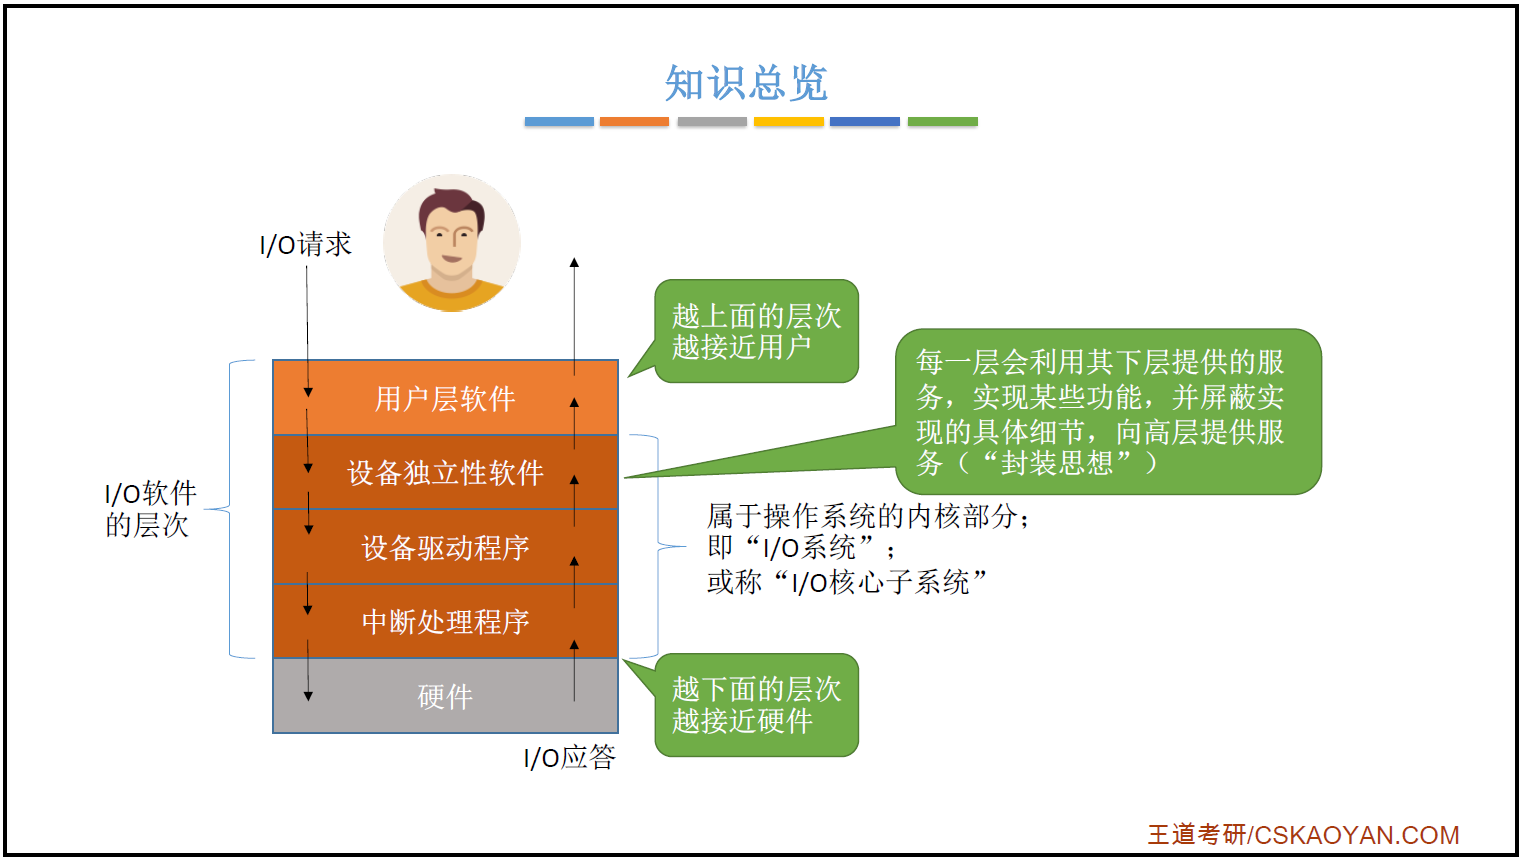 知识总览
I/O请求
越上面的层次
越接近用户
每一层会利用其下层提供的服
务，实现某些功能，并屏蔽实
现的具体细节，向高层提供服
务（“封装思想”）
用户层软件
设备独立性软件
设备驱动程序
中断处理程序
硬件
I/O软件
的层次
属于操作系统的内核部分；
即“I/O系统”；
或称“I/O核心子系统”
越下面的层次
越接近硬件
I/O应答
王道考研/CSKAOYAN.COM